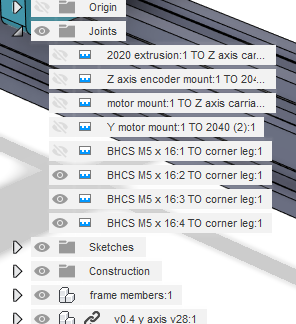 Origin
Joints
2020 extrusion:1 TO Z axis car...
Z axis encoder mount:1 TO 204...
motor mount:1 TO Z axis carria...
Y motor mount:1 TO 2040 (2):1
BHCS M5 x 16:1 TO corner leg:1
BHCS M5 x 16:2 TO corner leg:1
BHCS M5 x 16:3 TO corner leg:1
BHCS M5 x 16:4 TO corner leg:1
Sketches
Construction
frame members:1
v0.4 y axis v28:1